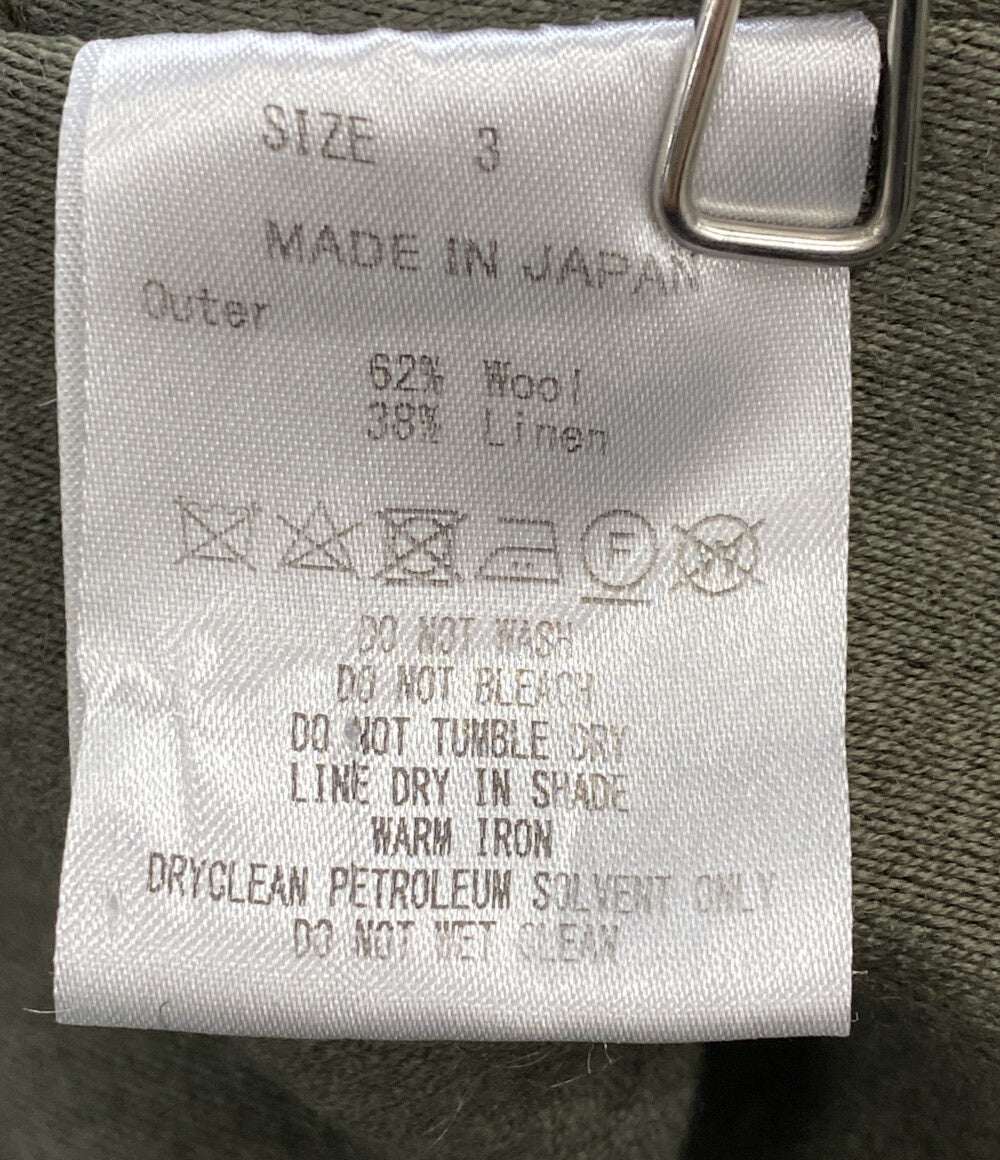 SIZE 3
MADE IN JAPAN
Outer
62% Wool
38% Linen
F
DO NOT WASH
DO NOT BLEACH
DO NOT TUMBLE DRY
LINE DRY IN SHADE
WARM IRON
DRYCLEAN PETROLEUM SOLVENT ONLY
DO NOT WET CLEAN